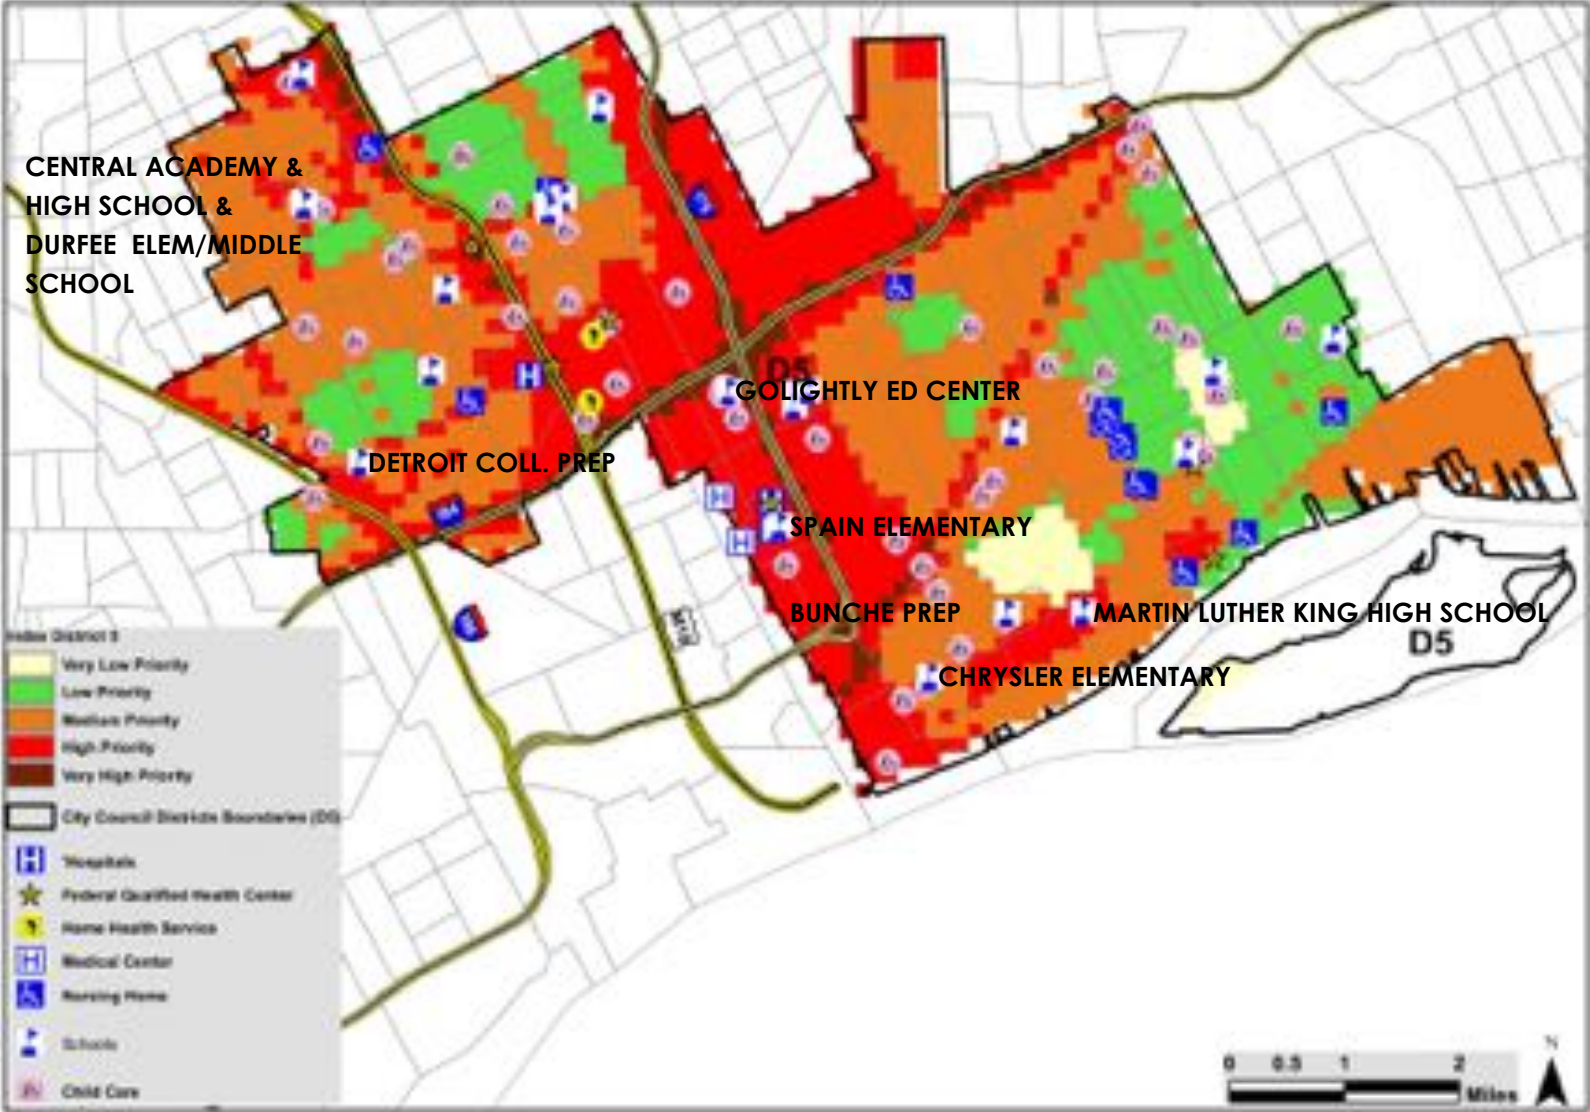 CENTRAL ACADEMY &
HIGH SCHOOL &
DURFEE  ELEM/MIDDLE
SCHOOL
D5
GOLIGHTLY ED CENTER
DETROIT COLL. PREP
SPAIN ELEMENTARY
BUNCHE PREP
MARTIN LUTHER KING HIGH SCHOOL
D5
CHRYSLER ELEMENTARY
Index District 5
Very Low Priority
Low Priority
Medium Priority
High Priority
Very High Priority
City Council Districts Boundaries (D5)
H
Hospitals
Federal Qualified Health Center
Home Health Service
H
Medical Center
Nursing Home
Schools
Child Care
0 0.5 1 2
Miles
N